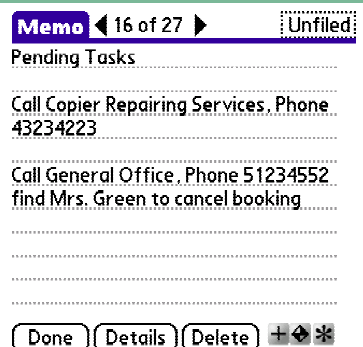 Memo 16 of 27 Unfiled
Pending Tasks
Call Copier Repairing Services, Phone
43234223
Call General Office, Phone 51234552
find Mrs. Green to cancel booking
Done Details Delete